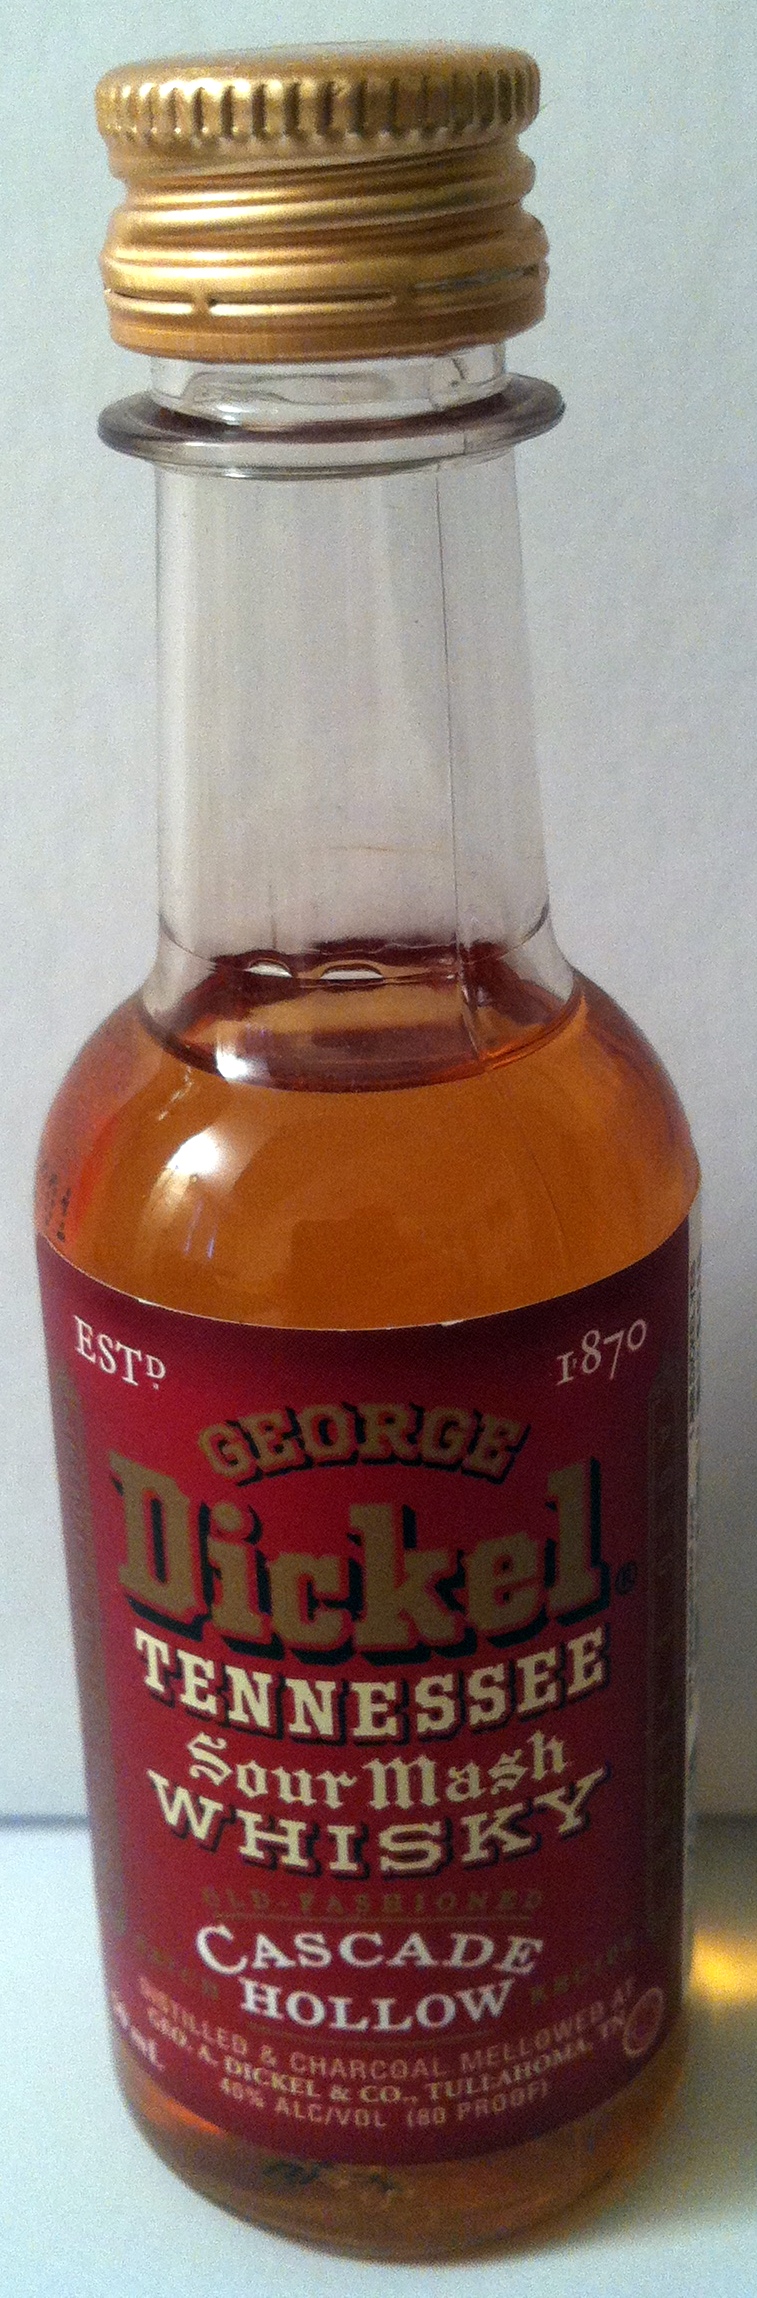 ESTD. 1870
GEORGE
Dickel®
TENNESSEE
Sour Mash
WHISKY
OLD-FASHIONED
CASCADE
HOLLOW
RECIPE
DISTILLED & CHARCOAL MELLOWED AT
GEO. A. DICKEL & CO., TULLAHOMA, TN
40% ALC/VOL (80 PROOF)